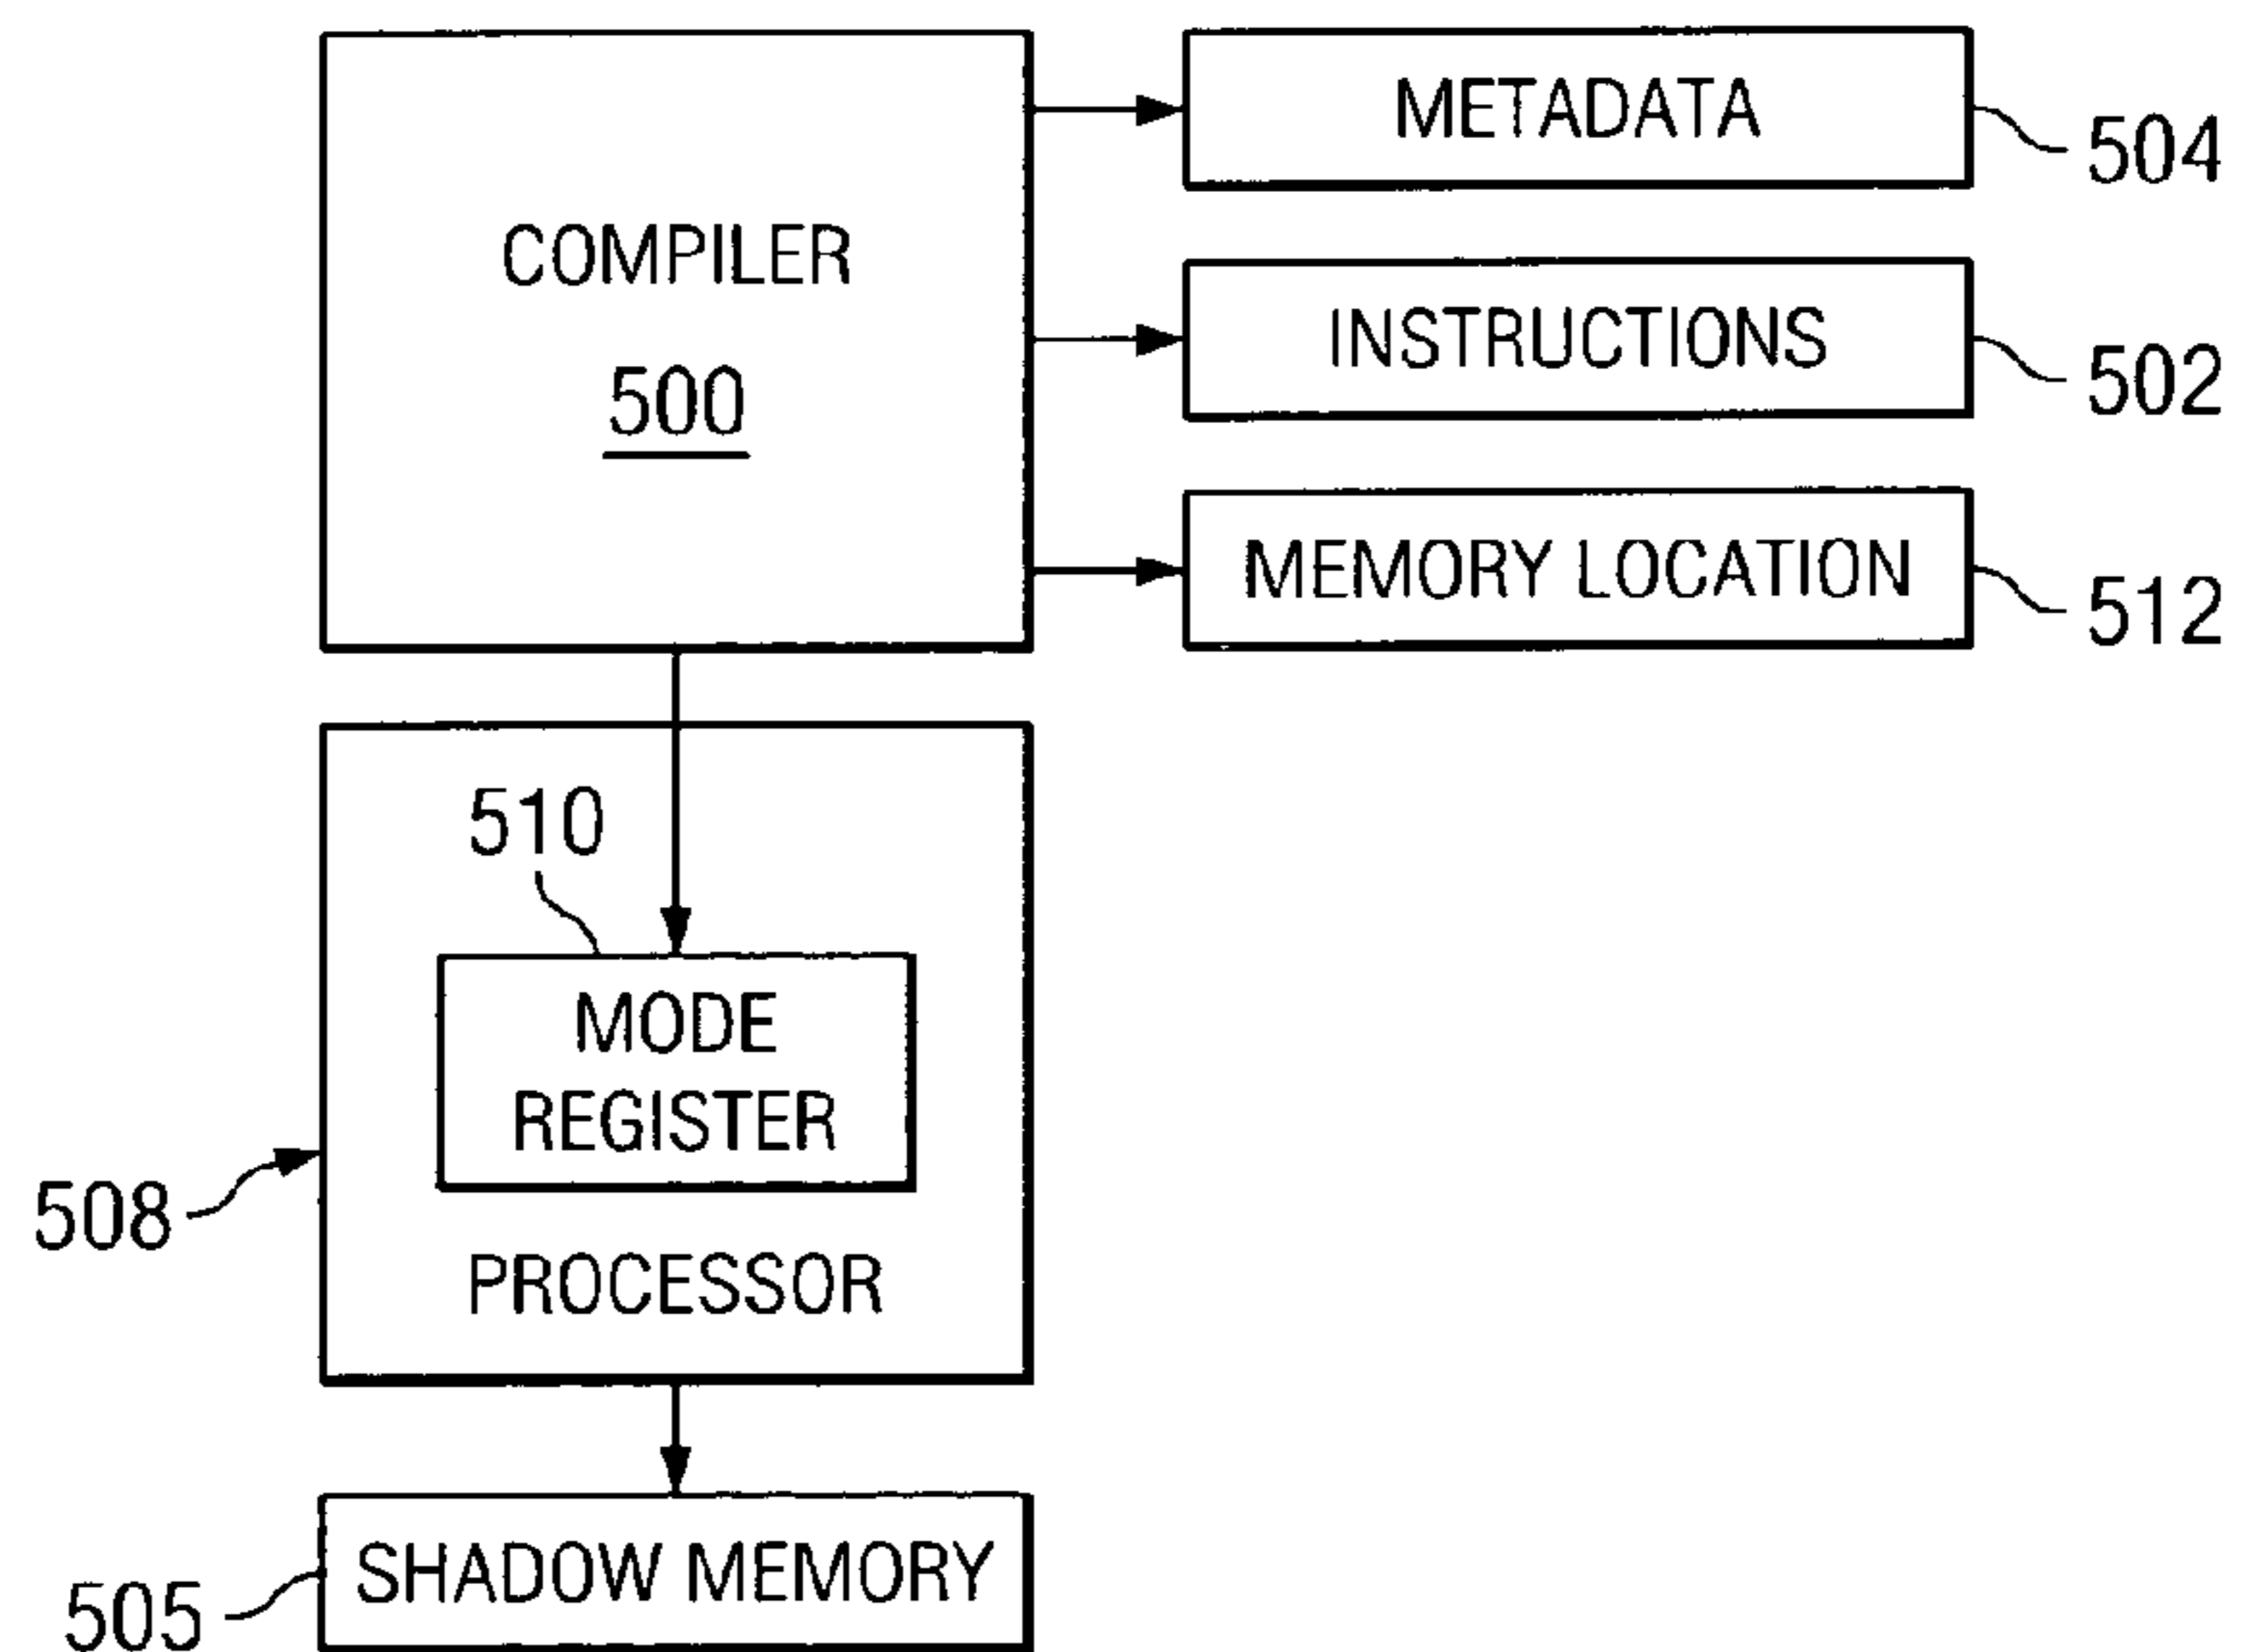 COMPILER
500
METADATA
504
INSTRUCTIONS
502
MEMORY LOCATION
512
510
MODE
REGISTER
508
PROCESSOR
SHADOW MEMORY
505